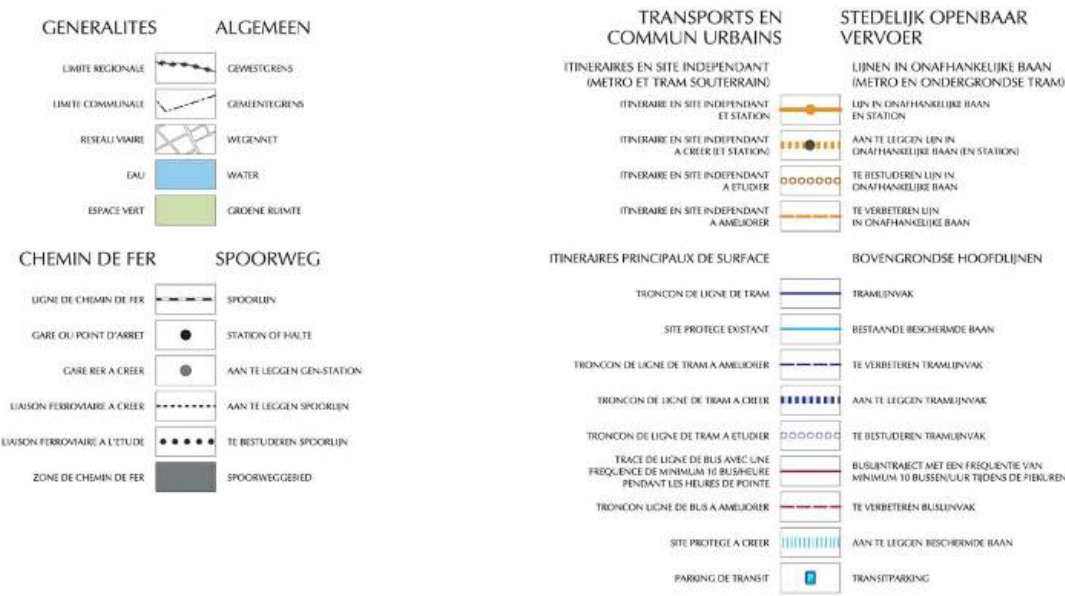 GENERALITES ALGEMEEN
LIMITE REGIONALE GEWESTGRENS
LIMITE COMMUNALE GEMEENTEGRENS
RESEAU VIAIRE WEGENNET
EAU WATER
ESPACE VERT GROENE RUIMTE
CHEMIN DE FER SPOORWEG
LIGNE DE CHEMIN DE FER SPOORLIJN
GARE OU POINT D'ARRET STATION OF HALTE
GARE RER A CREER AAN TE LEGGEN GEN-STATION
LIAISON FERROVIAIRE A CREER AAN TE LEGGEN SPOORLIJN
LIAISON FERROVIAIRE A L'ETUDE TE BESTUDEREN SPOORLIJN
ZONE DE CHEMIN DE FER SPOORWEGGEBIED
TRANSPORTS EN STEDELIJK OPENBAAR
COMMUN URBAINS VERVOER
ITINERAIRES EN SITE INDEPENDANT LIJNEN IN ONAFHANKELIJKE BAAN
(METRO ET TRAM SOUTERRAIN) (METRO EN ONDERGRONDSE TRAM)
ITINERAIRE EN SITE INDEPENDANT LIJN IN ONAFHANKELIJKE BAAN
ET STATION EN STATION
ITINERAIRE EN SITE INDEPENDANT AAN TE LEGGEN LIJN IN
A CREER (ET STATION) ONAFHANKELIJKE BAAN (EN STATION)
ITINERAIRE EN SITE INDEPENDANT TE BESTUDEREN LIJN IN
A ETUDIER ONAFHANKELIJKE BAAN
ITINERAIRE EN SITE INDEPENDANT TE VERBETEREN LIJN
A AMELIORER IN ONAFHANKELIJKE BAAN
ITINERAIRES PRINCIPAUX DE SURFACE BOVENGRONDSE HOOFDLIJNEN
TRONCON DE LIGNE DE TRAM TRAMLIJNVAK
SITE PROTEGE EXISTANT BESTAANDE BESCHERMDE BAAN
TRONCON DE LIGNE DE TRAM A AMELIORER TE VERBETEREN TRAMLIJNVAK
TRONCON DE LIGNE DE TRAM A CREER AAN TE LEGGEN TRAMLIJNVAK
TRONCON DE LIGNE DE TRAM A ETUDIER TE BESTUDEREN TRAMLIJNVAK
TRACE DE LIGNE DE BUS AVEC UNE
FREQUENCE DE MINIMUM 10 BUS/HEURE BUSLIJNTRAJECT MET EEN FREQUENTIE VAN
PENDANT LES HEURES DE POINTE MINIMUM 10 BUSSEN/UUR TIJDENS DE PIEKUREN
TRONCON LIGNE DE BUS A AMELIORER TE VERBETEREN BUSLIJNVAK
SITE PROTEGE A CREER AAN TE LEGGEN BESCHERMDE BAAN
PARKING DE TRANSIT P TRANSITPARKING